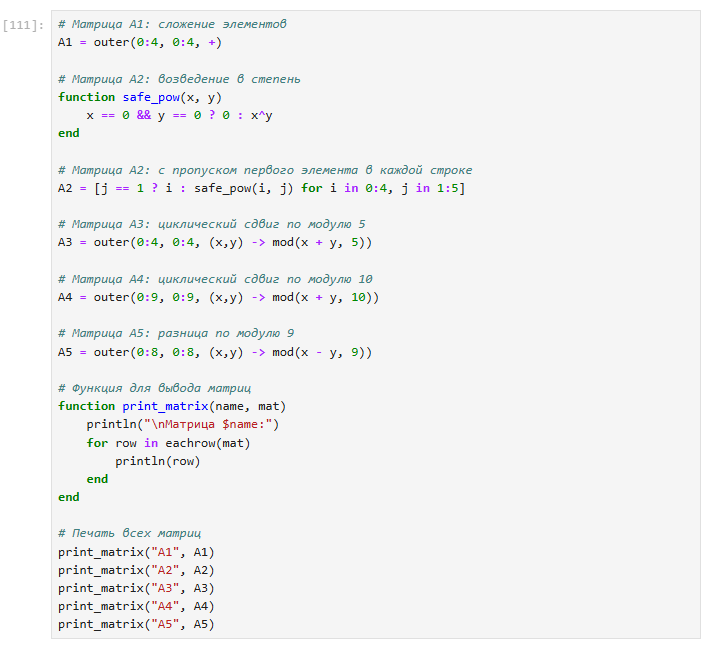 [111]:
# Матрица A1: сложение элементов
A1 = outer(0:4, 0:4, +)

# Матрица A2: возведение в степень
function safe_pow(x, y)
    x == 0 && y == 0 ? 0 : x^y
end

# Матрица A2: с пропуском первого элемента в каждой строке
A2 = [j == 1 ? i : safe_pow(i, j) for i in 0:4, j in 1:5]

# Матрица A3: циклический сдвиг по модулю 5
A3 = outer(0:4, 0:4, (x,y) -> mod(x + y, 5))

# Матрица A4: циклический сдвиг по модулю 10
A4 = outer(0:9, 0:9, (x,y) -> mod(x + y, 10))

# Матрица A5: разница по модулю 9
A5 = outer(0:8, 0:8, (x,y) -> mod(x - y, 9))

# Функция для вывода матриц
function print_matrix(name, mat)
    println("\nМатрица $name:")
    for row in eachrow(mat)
        println(row)
    end
end

# Печать всех матриц
print_matrix("A1", A1)
print_matrix("A2", A2)
print_matrix("A3", A3)
print_matrix("A4", A4)
print_matrix("A5", A5)